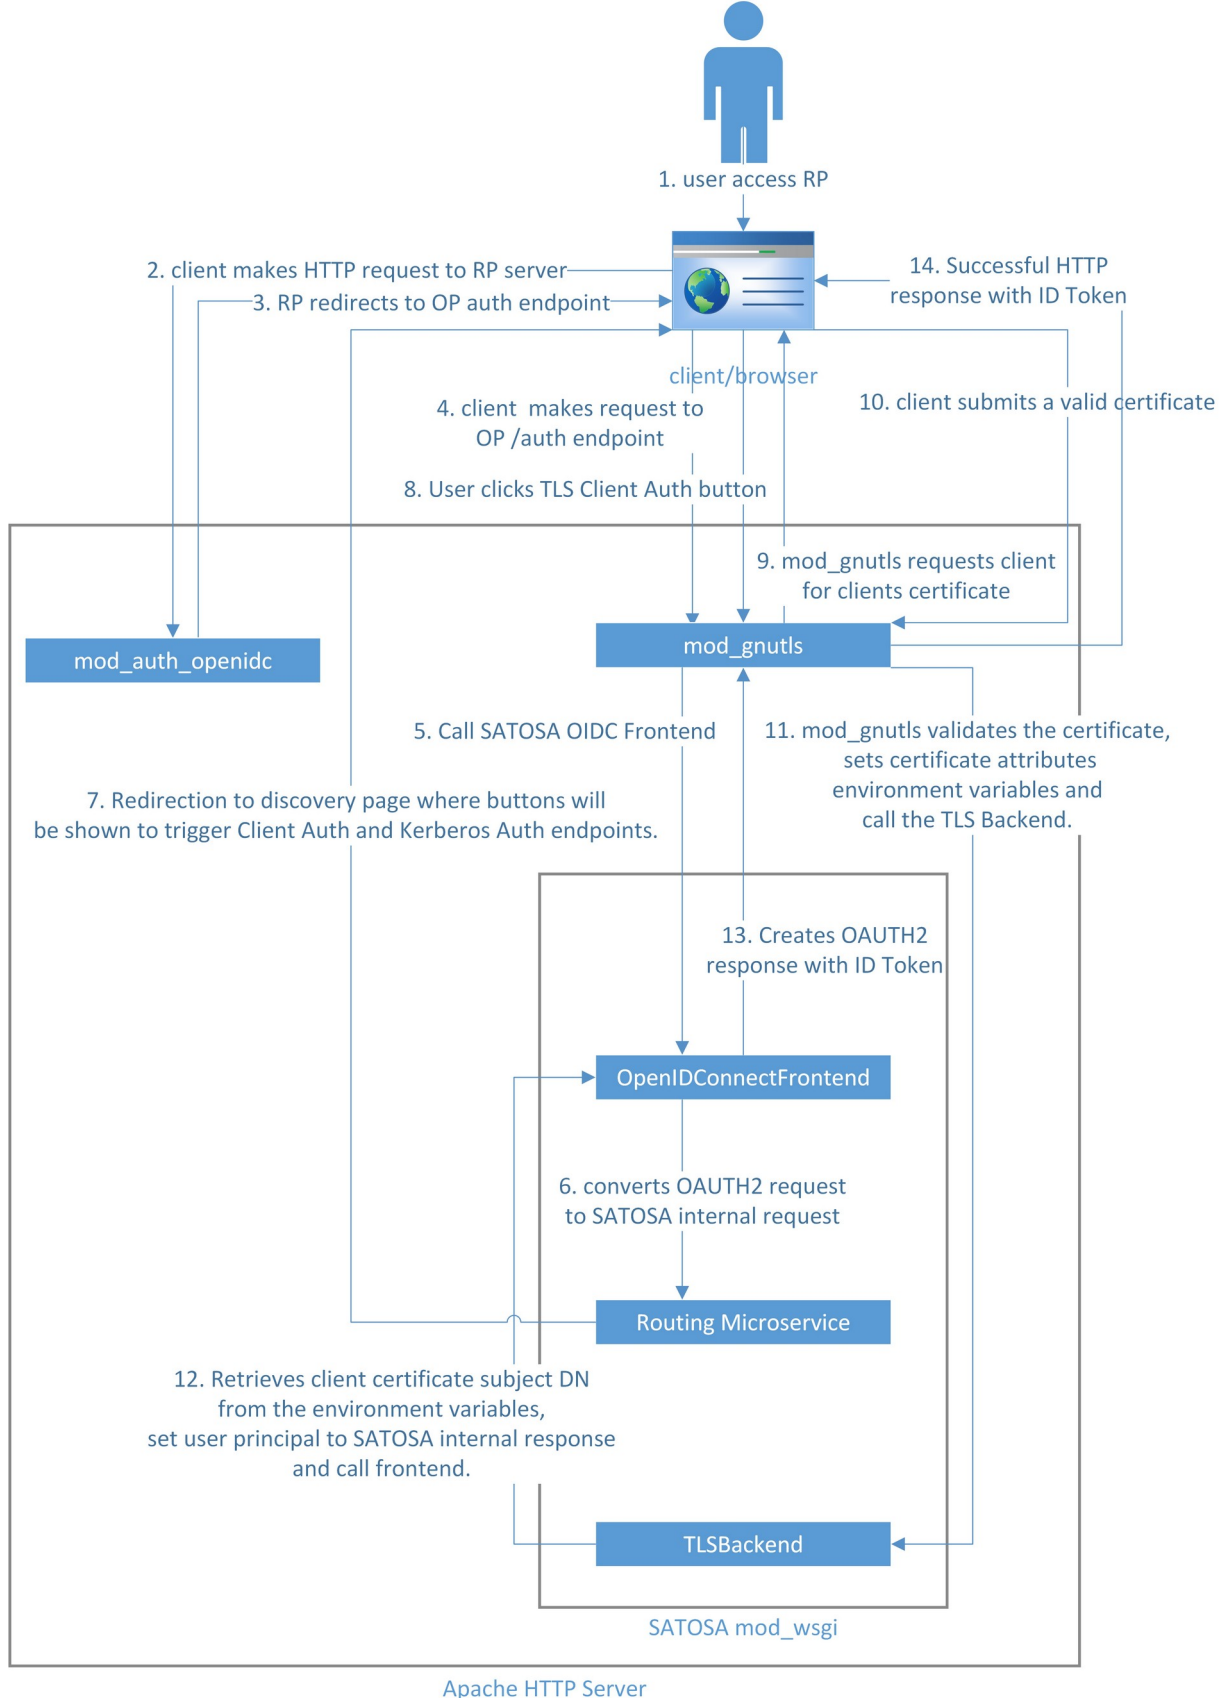 1. user access RP
2. client makes HTTP request to RP server
14. Successful HTTP
response with ID Token
3. RP redirects to OP auth endpoint
client/browser
4. client  makes request to
OP /auth endpoint
10. client submits a valid certificate
8. User clicks TLS Client Auth button
9. mod_gnutls requests client
for clients certificate
mod_auth_openidc
mod_gnutls
5. Call SATOSA OIDC Frontend
11. mod_gnutls validates the certificate,
sets certificate attributes
environment variables and
call the TLS Backend.
7. Redirection to discovery page where buttons will
be shown to trigger Client Auth and Kerberos Auth endpoints.
13. Creates OAUTH2
response with ID Token
OpenIDConnectFrontend
6. converts OAUTH2 request
to SATOSA internal request
Routing Microservice
12. Retrieves client certificate subject DN
from the environment variables,
set user principal to SATOSA internal response
and call frontend.
TLSBackend
SATOSA mod_wsgi
Apache HTTP Server